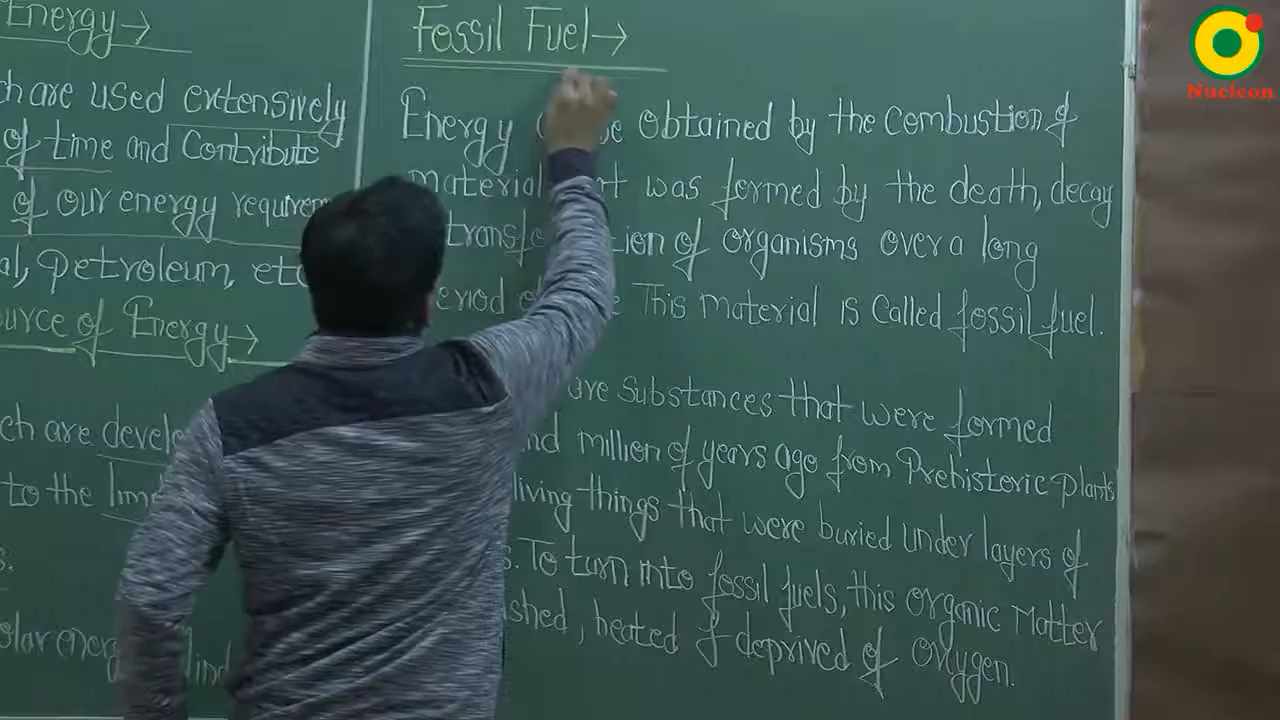 Energy→
ch are used extensively
of time and Contribute
of our energy requirem
al, petroleum, etc
ource of Energy→
ch are develo
to the lim
s.
olar energy
ind
Fossil Fuel→
Energy be obtained by the Combustion of
material was formed by the death, decay
transfo tion of organisms over a long
eriod of This material is Called fossil fuel.
are Substances that were formed
nd million of years ago from Prehistoric plants
living things that were buried under layers of
s. To turn into fossil fuels, this organic Matter
shed, heated & deprived of oxygen.
Nucleon